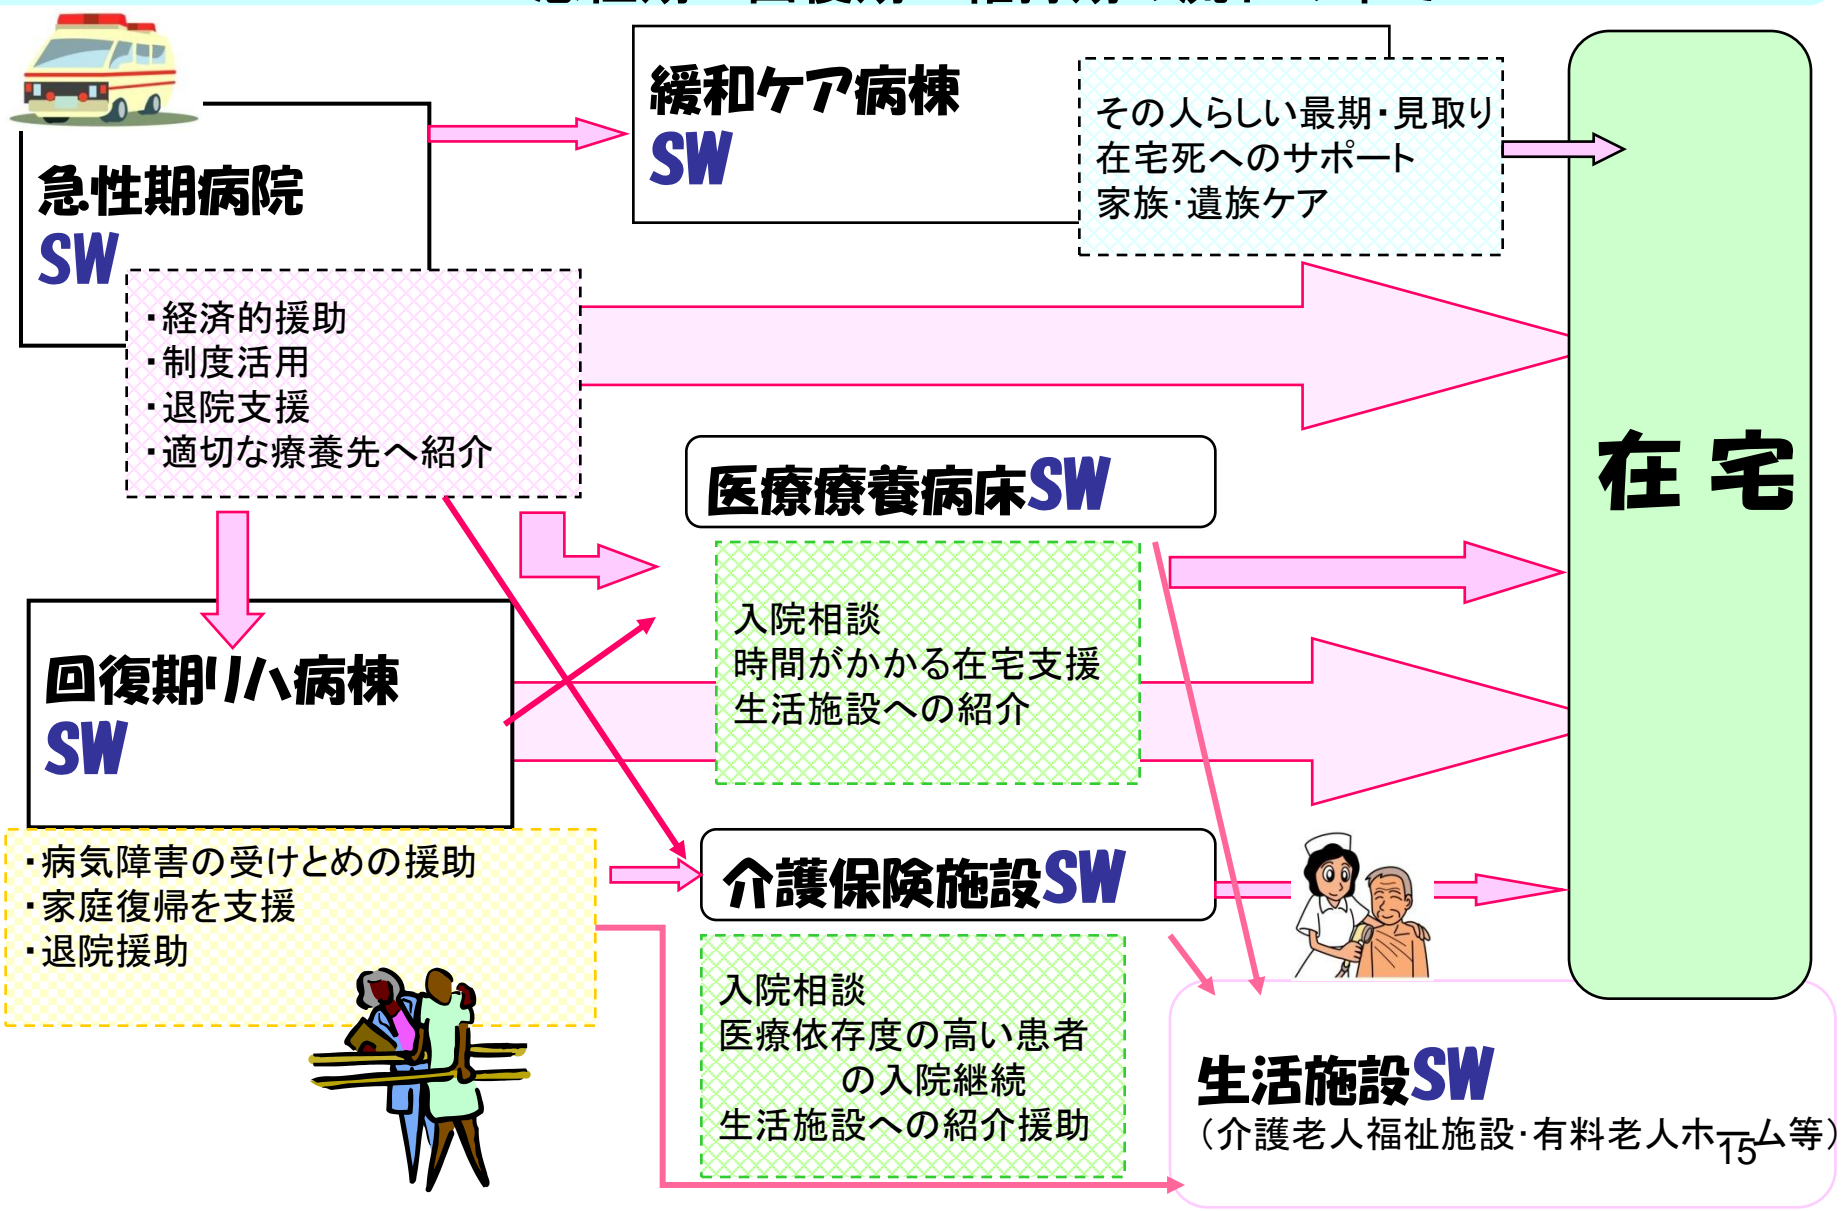 緩和ケア病棟
SW
その人らしい最期・見取り
在宅死へのサポート
家族・遺族ケア
急性期病院
SW
・経済的援助
・制度活用
・退院支援
・適切な療養先へ紹介
在 宅
医療療養病床SW
入院相談
時間がかかる在宅支援
生活施設への紹介
回復期リハ病棟
SW
・病気障害の受けとめの援助
・家庭復帰を支援
・退院援助
介護保険施設SW
入院相談
医療依存度の高い患者
の入院継続
生活施設への紹介援助
生活施設SW
（介護老人福祉施設・有料老人ホーム等）
15